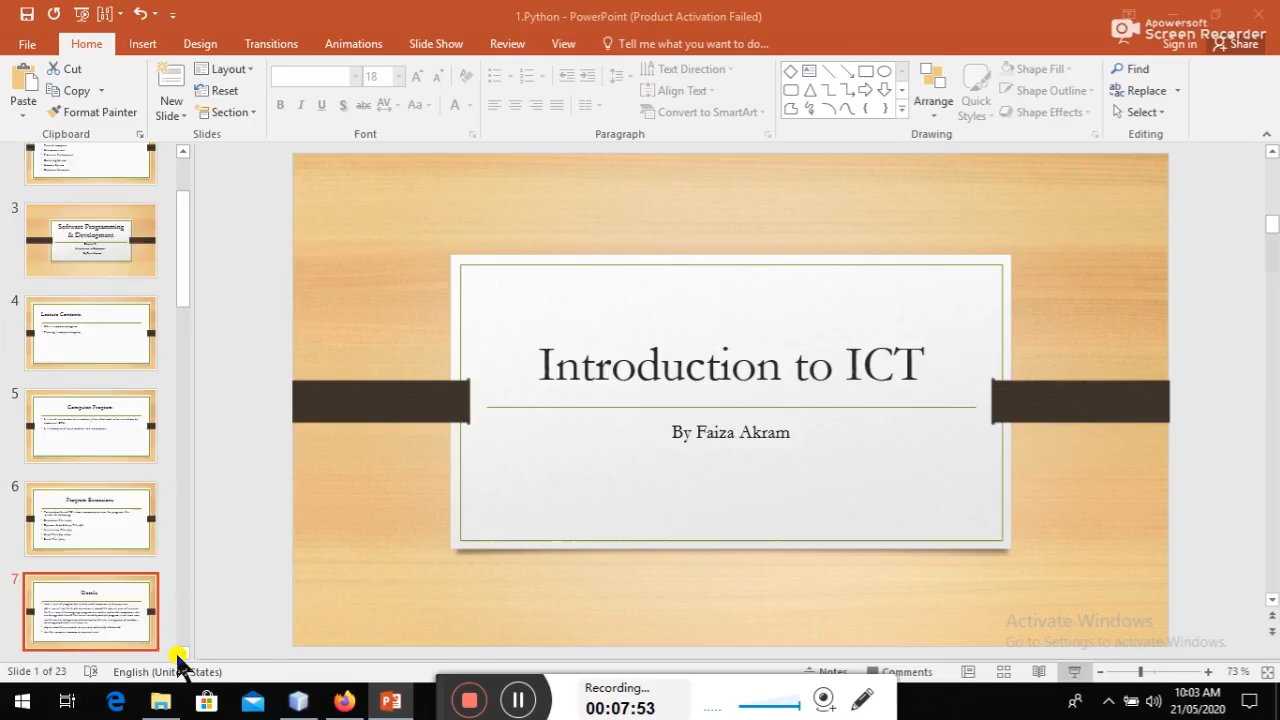 1.Python - PowerPoint (Product Activation Failed)
Apowersoft
Screen Recorder
File Home Insert Design Transitions Animations Slide Show Review View Tell me what you want to do... Sign in Share
Paste Cut Copy Format Painter
New Slide Layout Reset Section
18
Text Direction Align Text Convert to SmartArt
Arrange Quick Styles Shape Fill Shape Outline Shape Effects
Find Replace Select
Clipboard Slides Font Paragraph Drawing Editing
3
Software Programming
& Development
4
Lecture Contents
5
Computer Program
6
Program Extensions
7
Details
Introduction to ICT
By Faiza Akram
Activate Windows
Go to Settings to activate Windows.
Slide 1 of 23 English (United States) Notes Comments 73 %
Recording...
00:07:53
10:03 AM
21/05/2020